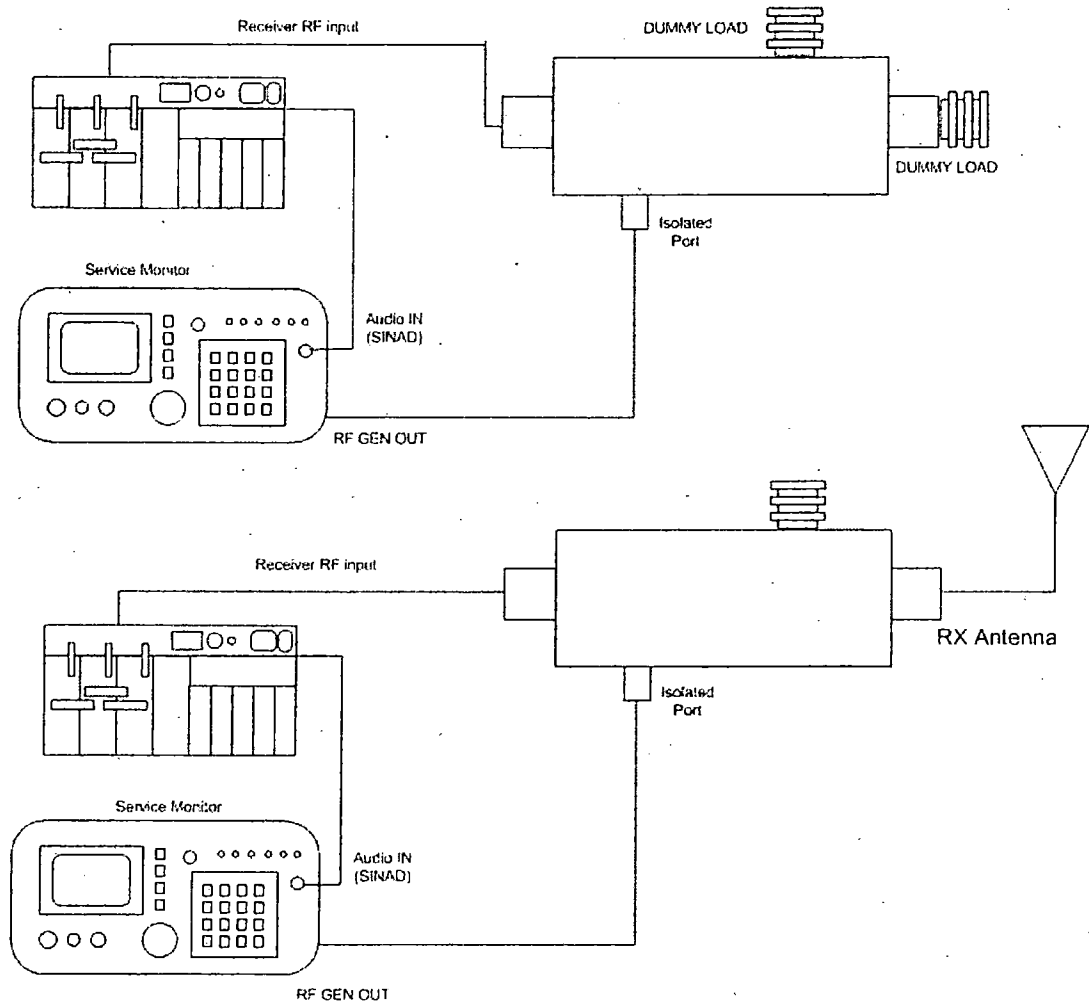 Receiver RF input
DUMMY LOAD
DUMMY LOAD
Isolated
Port
Service Monitor
Audio IN
(SINAD)
RF GEN OUT
Receiver RF input
RX Antenna
Isolated
Port
Service Monitor
Audio IN
(SINAD)
RF GEN OUT